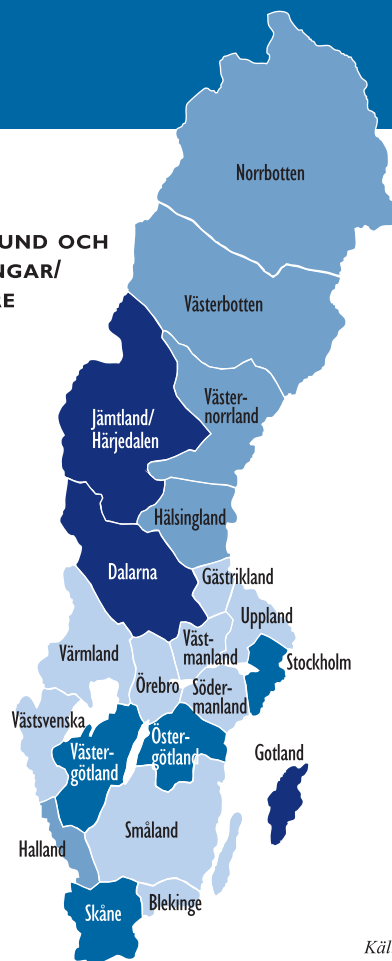 UND OCH
NGAR/
RE
Norrbotten
Västerbotten
Väster-
norrland
Jämtland/
Härjedalen
Hälsingland
Dalarna
Gästrikland
Uppland
Väst-
manland
Värmland
Stockholm
Örebro
Söder-
manland
Västsvenska
Öster-
götland
Väster-
götland
Gotland
Småland
Halland
Blekinge
Skåne
Käl